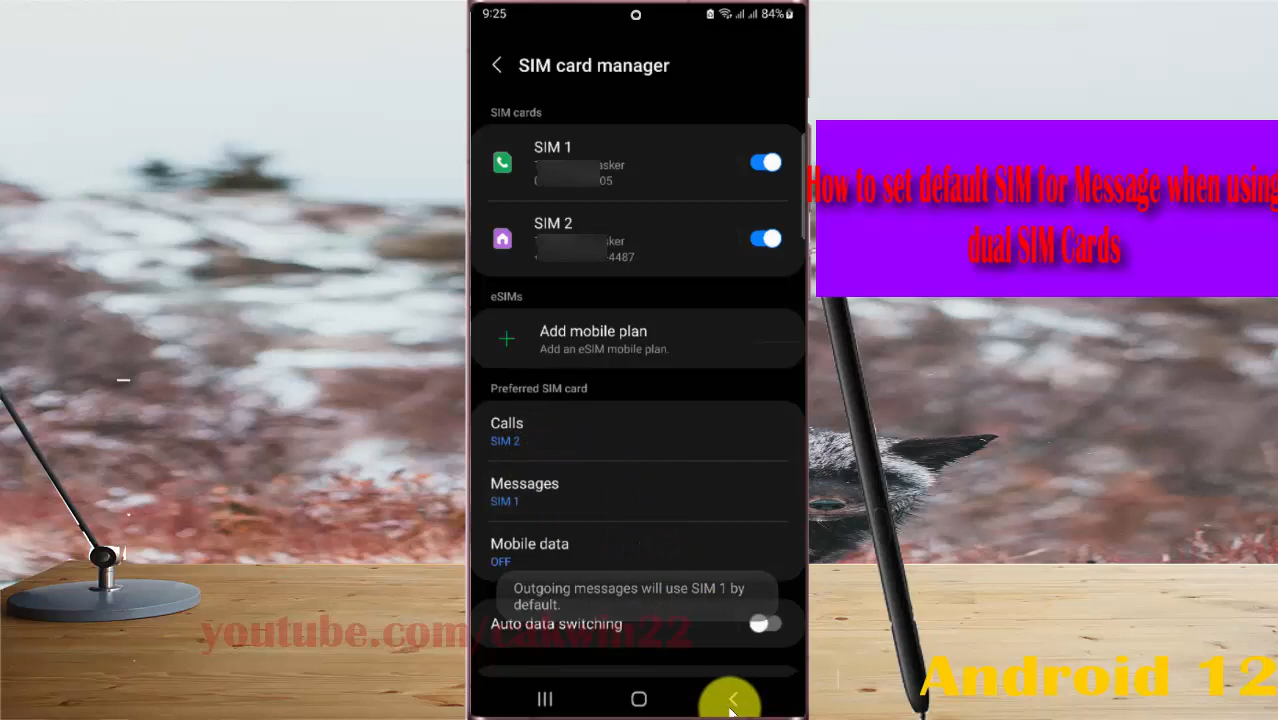 9:25
84%
SIM card manager
SIM cards
SIM 1
sker
05
SIM 2
ker
-4487
eSIMs
Add mobile plan
Add an eSIM mobile plan.
Preferred SIM card
Calls
SIM 2
Messages
SIM 1
Mobile data
OFF
Outgoing messages will use SIM 1 by
default.
Auto data switching
How to set default SIM for Message when using
dual SIM Cards
Android 12